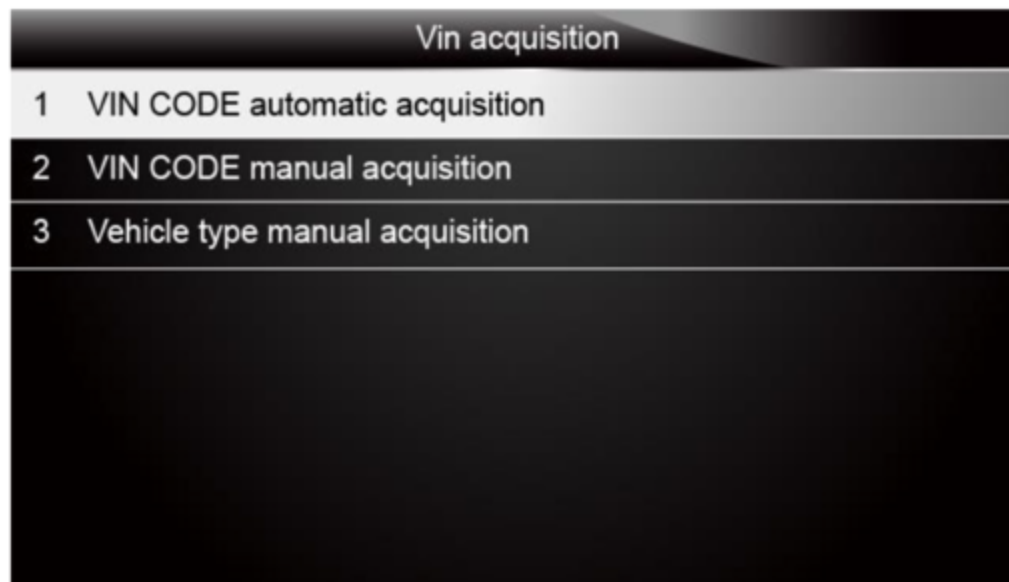 Vin acquisition
1 VIN CODE automatic acquisition
2 VIN CODE manual acquisition
3 Vehicle type manual acquisition